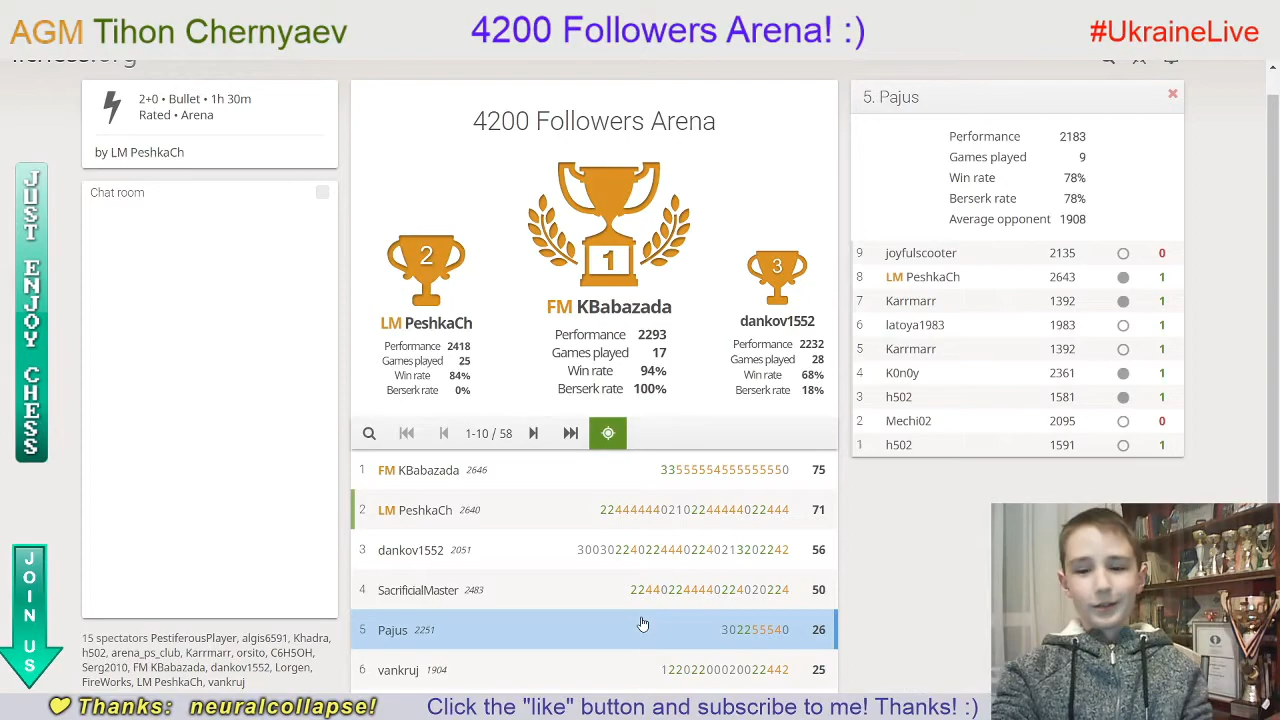 AGM Tihon Chernyaev
4200 Followers Arena! :)
#UkraineLive
2+0 • Bullet • 1h 30m
Rated • Arena
by LM PeshkaCh
JUST ENJOY CHESS
Chat room
JOIN US
15 spectators PestiferousPlayer, algis6591, Khadra,
h502, arena_ps_club, Karrmarr, orsito, C6H5OH,
Serg2010, FM KBabazada, dankov1552, Lorgen,
FireWorks, LM PeshkaCh, vankruj
4200 Followers Arena
2
1
3
LM PeshkaCh
Performance 2418
Games played 25
Win rate 84%
Berserk rate 0%
FM KBabazada
Performance 2293
Games played 17
Win rate 94%
Berserk rate 100%
dankov1552
Performance 2232
Games played 28
Win rate 68%
Berserk rate 18%
1-10 / 58
1 FM KBabazada 2646 33555554555555550 75
2 LM PeshkaCh 2640 2244444402102244444022444 71
3 dankov1552 2051 3003022402244402240213202242 56
4 SacrificialMaster 2483 224402244440224020224 50
5 Pajus 2251 302255540 26
6 vankruj 1904 12202200020022442 25
5. Pajus
Performance 2183
Games played 9
Win rate 78%
Berserk rate 78%
Average opponent 1908
9 joyfulscooter 2135 0
8 LM PeshkaCh 2643 1
7 Karrmarr 1392 1
6 latoya1983 1983 1
5 Karrmarr 1392 1
4 K0n0y 2361 1
3 h502 1581 1
2 Mechi02 2095 0
1 h502 1591 1
Thanks: neuralcollapse!
Click the "like" button and subscribe to me! Thanks! :)